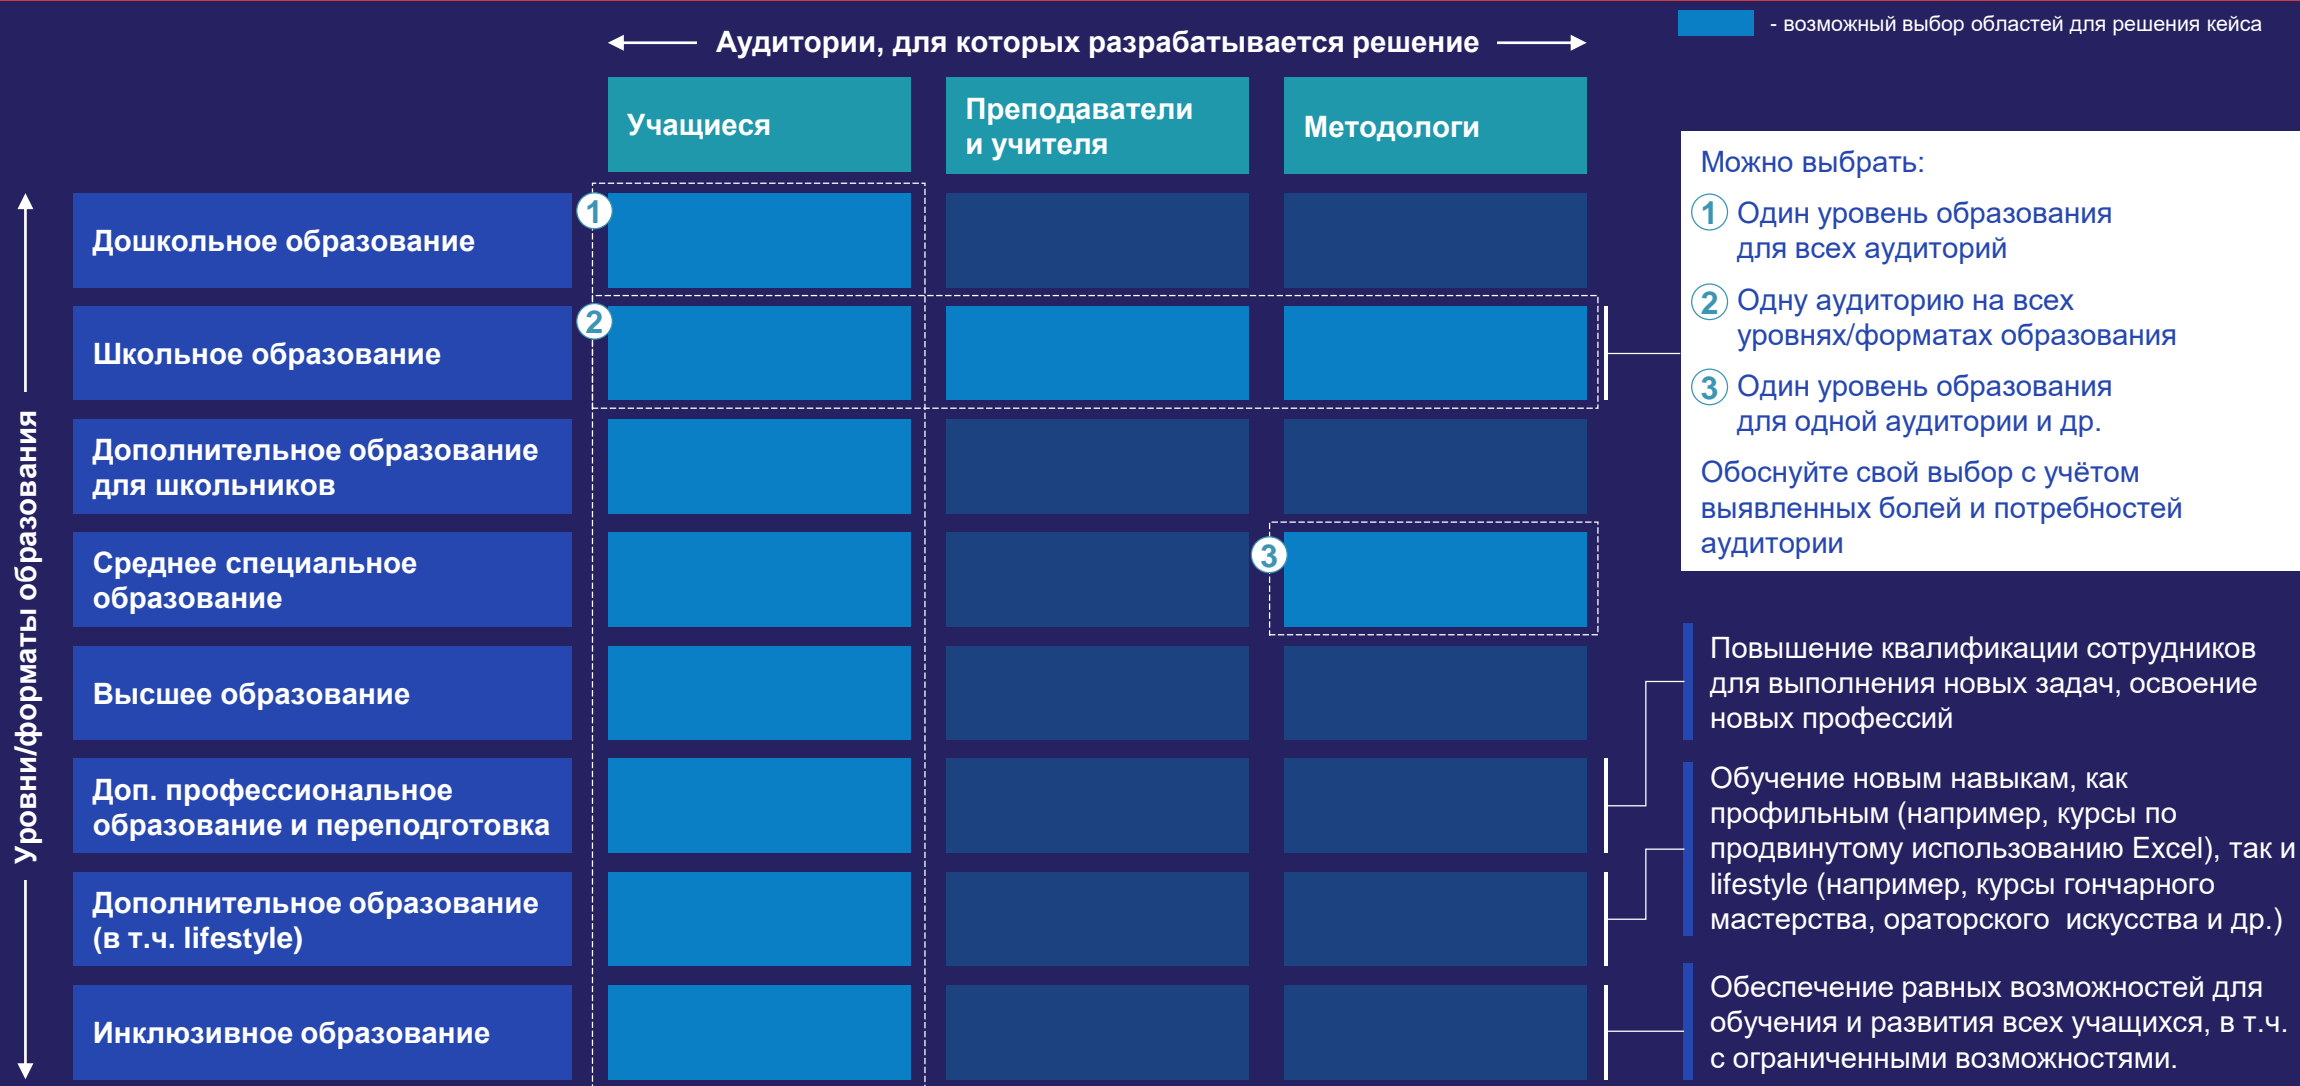 - возможный выбор областей для решения кейса
Аудитории, для которых разрабатывается решение
Учащиеся
Преподаватели
и учителя
Методологи
Уровни/форматы образования
1
Дошкольное образование
2
Школьное образование
Дополнительное образование
для школьников
3
Среднее специальное
образование
Высшее образование
Доп. профессиональное
образование и переподготовка
Дополнительное образование
(в т.ч. lifestyle)
Инклюзивное образование
Можно выбрать:
1 Один уровень образования
для всех аудиторий
2 Одну аудиторию на всех
уровнях/форматах образования
3 Один уровень образования
для одной аудитории и др.
Обоснуйте свой выбор с учётом
выявленных болей и потребностей
аудитории
Повышение квалификации сотрудников
для выполнения новых задач, освоение
новых профессий
Обучение новым навыкам, как
профильным (например, курсы по
продвинутому использованию Excel), так и
lifestyle (например, курсы гончарного
мастерства, ораторского искусства и др.)
Обеспечение равных возможностей для
обучения и развития всех учащихся, в т.ч.
с ограниченными возможностями.